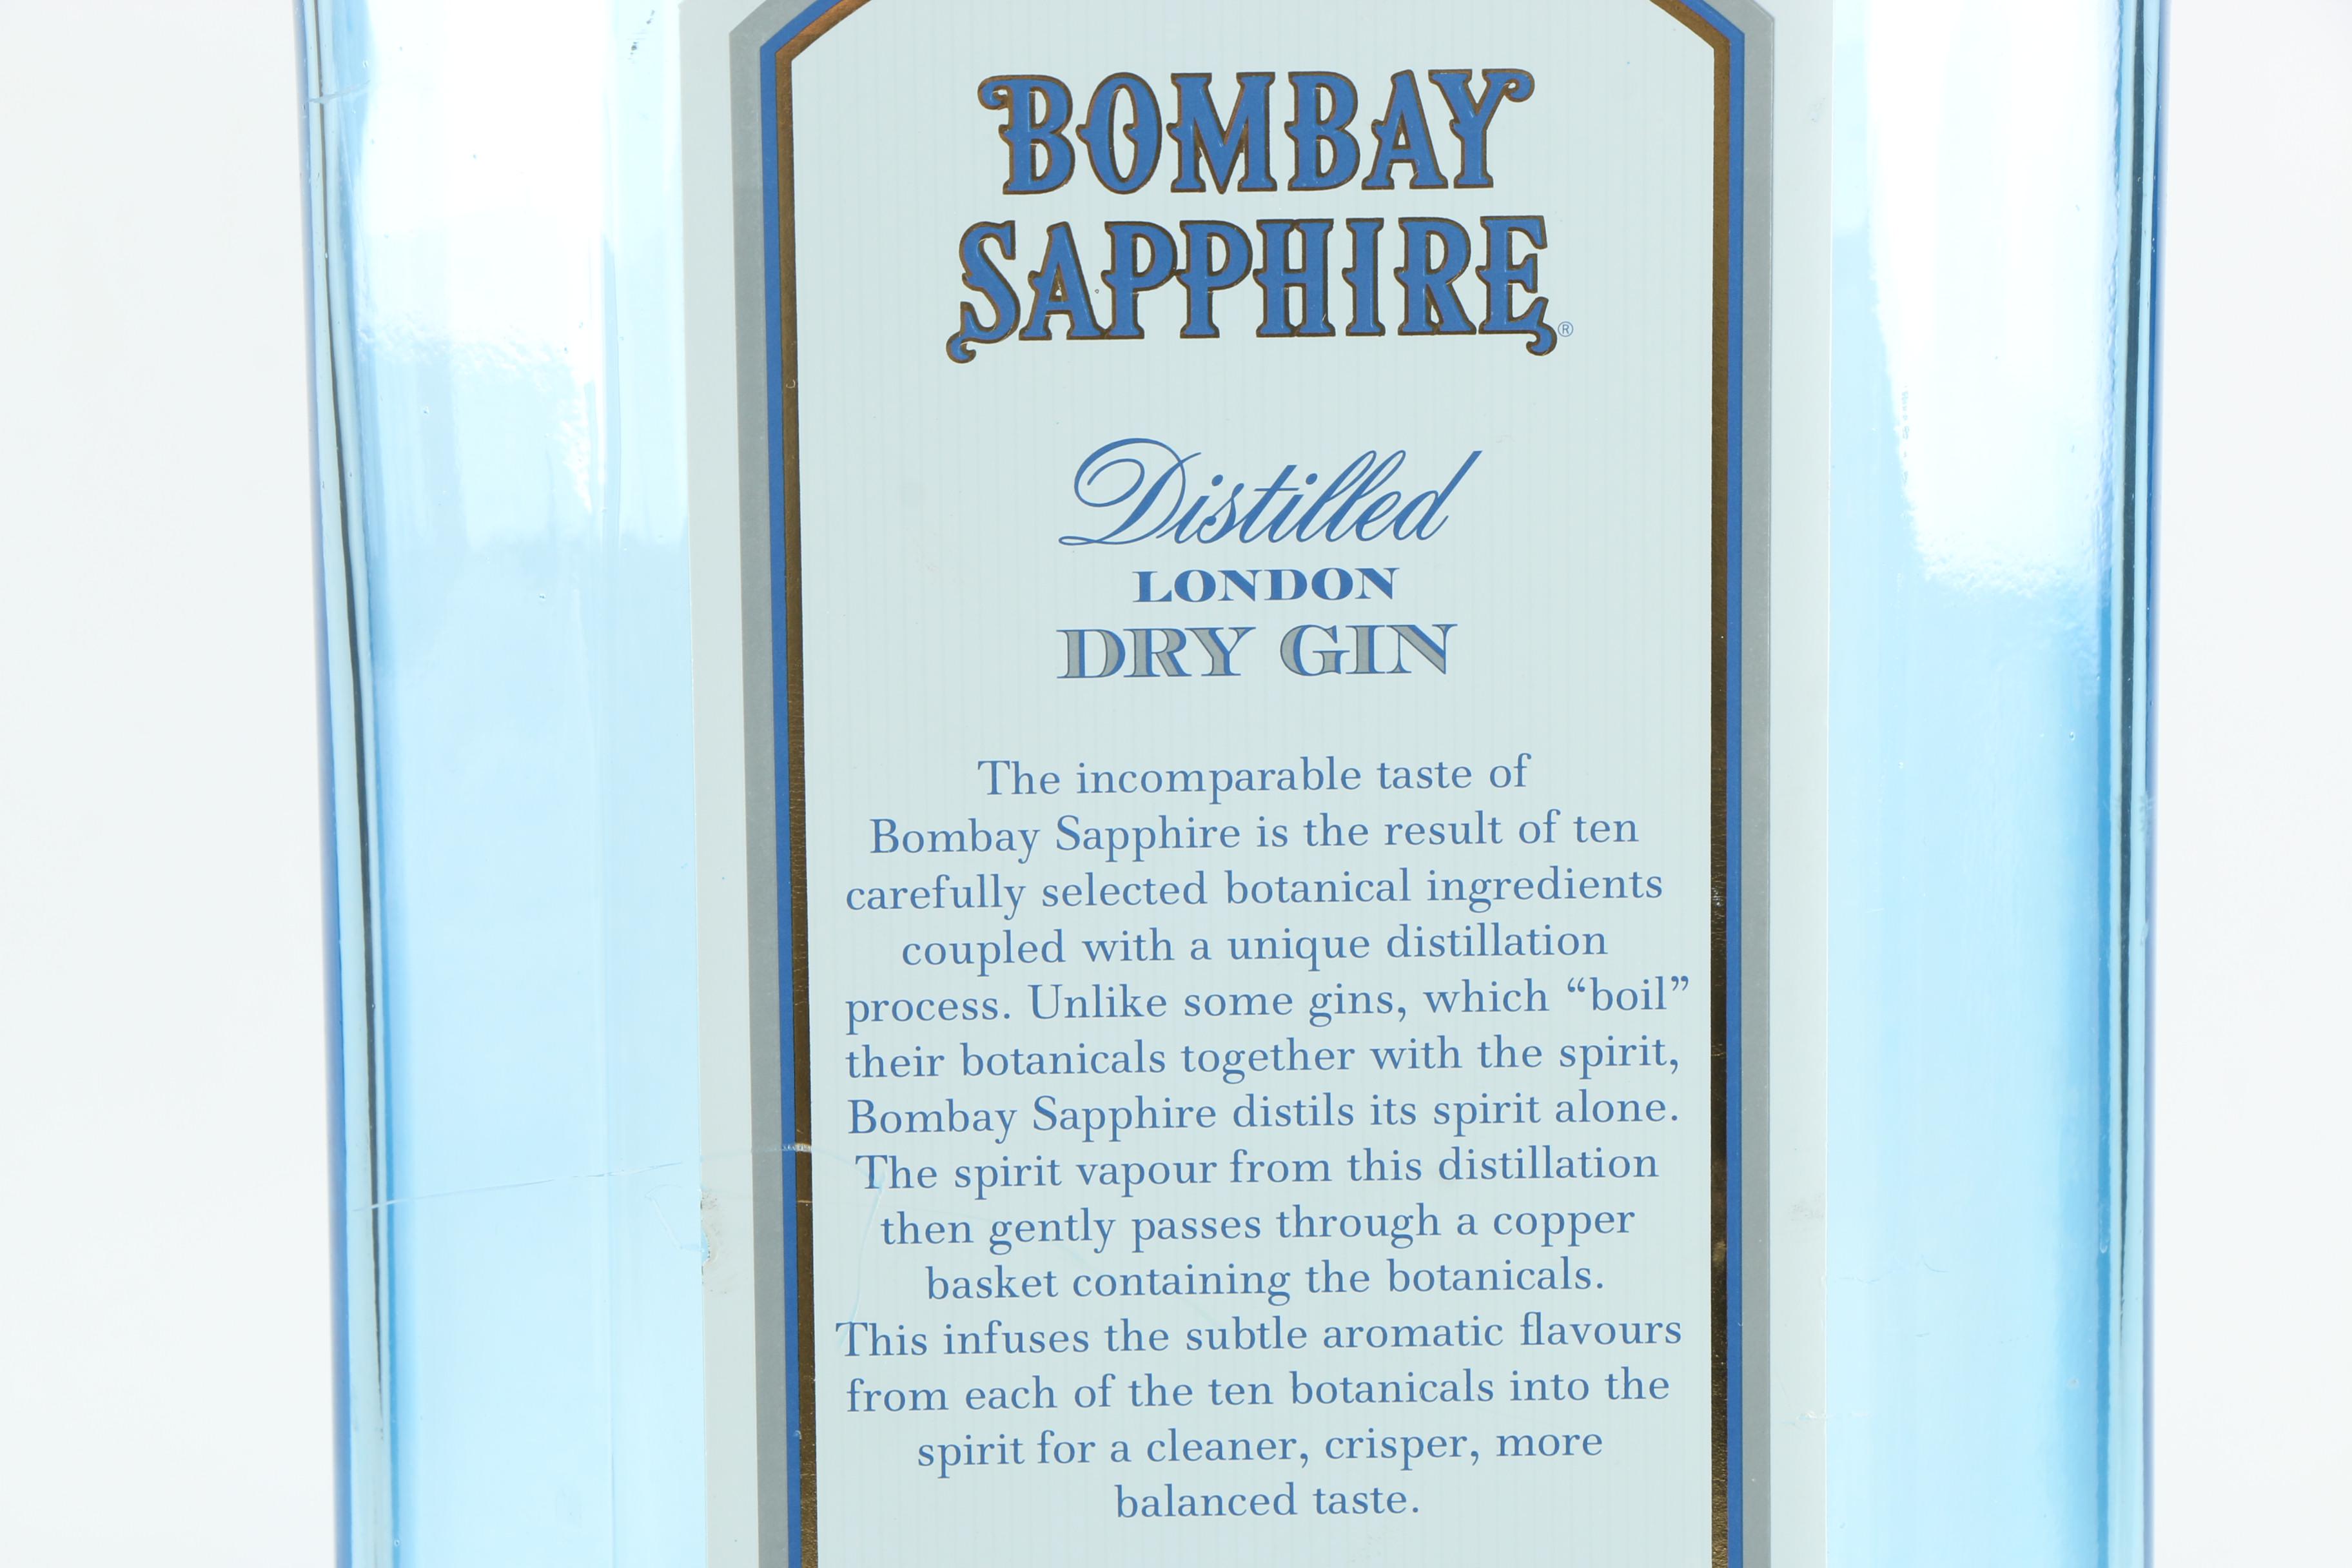 BOMBAY
SAPPHIRE®
Distilled
LONDON
DRY GIN
The incomparable taste of
Bombay Sapphire is the result of ten
carefully selected botanical ingredients
coupled with a unique distillation
process. Unlike some gins, which “boil”
their botanicals together with the spirit,
Bombay Sapphire distils its spirit alone.
The spirit vapour from this distillation
then gently passes through a copper
basket containing the botanicals.
This infuses the subtle aromatic flavours
from each of the ten botanicals into the
spirit for a cleaner, crisper, more
balanced taste.